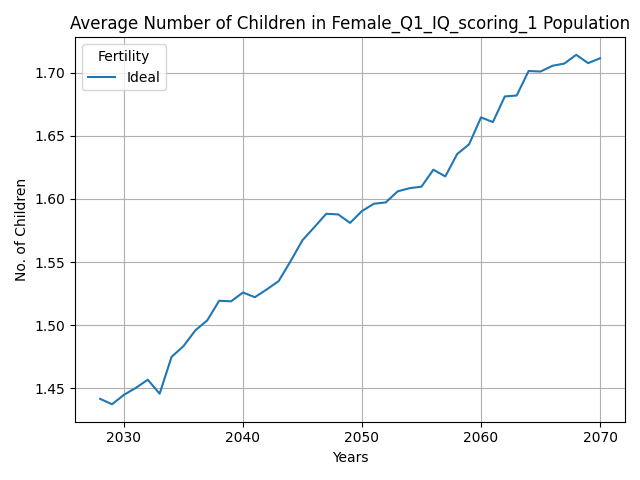 Average Number of Children in Female_Q1_IQ_scoring_1 Population
Fertility
Ideal
No. of Children
1.70
1.65
1.60
1.55
1.50
1.45
2030 2040 2050 2060 2070
Years